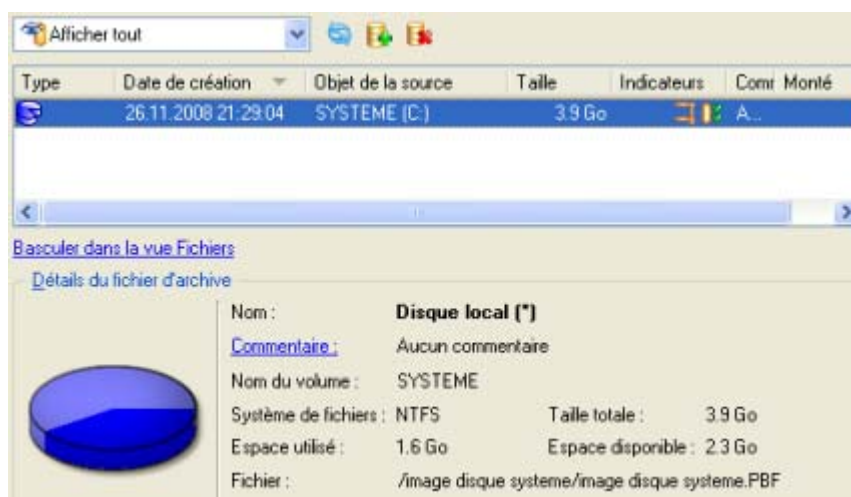 Afficher tout
Type Date de création Objet de la source Taille Indicateurs Comr Monté
26.11.2008 21:29:04 SYSTEME (C:) 3.9 Go A...
Basculer dans la vue Fichiers
Détails du fichier d'archive
Nom : Disque local (*)
Commentaire : Aucun commentaire
Nom du volume : SYSTEME
Système de fichiers : NTFS Taille totale : 3.9 Go
Espace utilisé : 1.6 Go Espace disponible : 2.3 Go
Fichier : /image disque systeme/image disque systeme.PBF